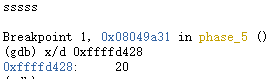 sssss
Breakpoint 1, 0x08049a31 in phase_5 ()
(gdb) x/d 0xffffd428
0xffffd428:     20